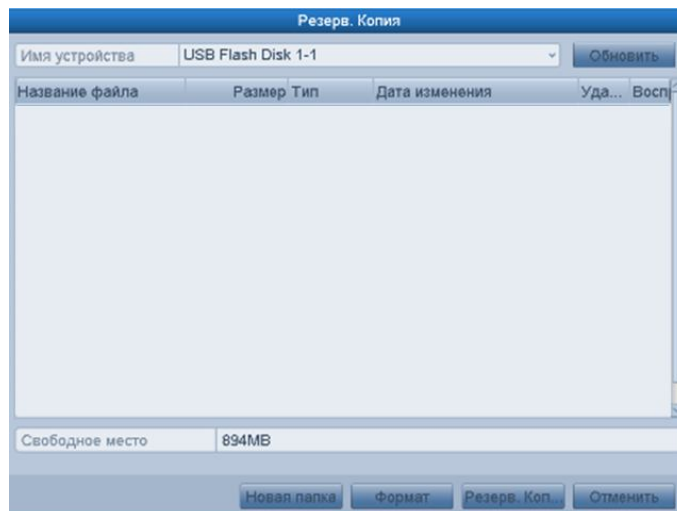 Резерв. Копия
Имя устройства USB Flash Disk 1-1 Обновить
Название файла Размер Тип Дата изменения Уда... Воспр
Свободное место 894MB
Новая папка Формат Резерв. Коп... Отменить